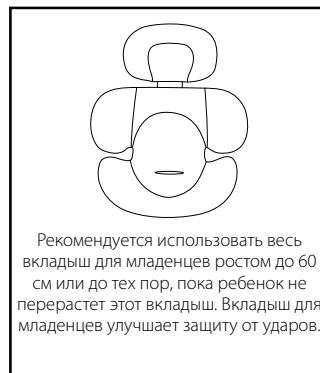 Рекомендуется использовать весь
вкладыш для младенцев ростом до 60
см или до тех пор, пока ребенок не
перерастет этот вкладыш. Вкладыш для
младенцев улучшает защиту от ударов.